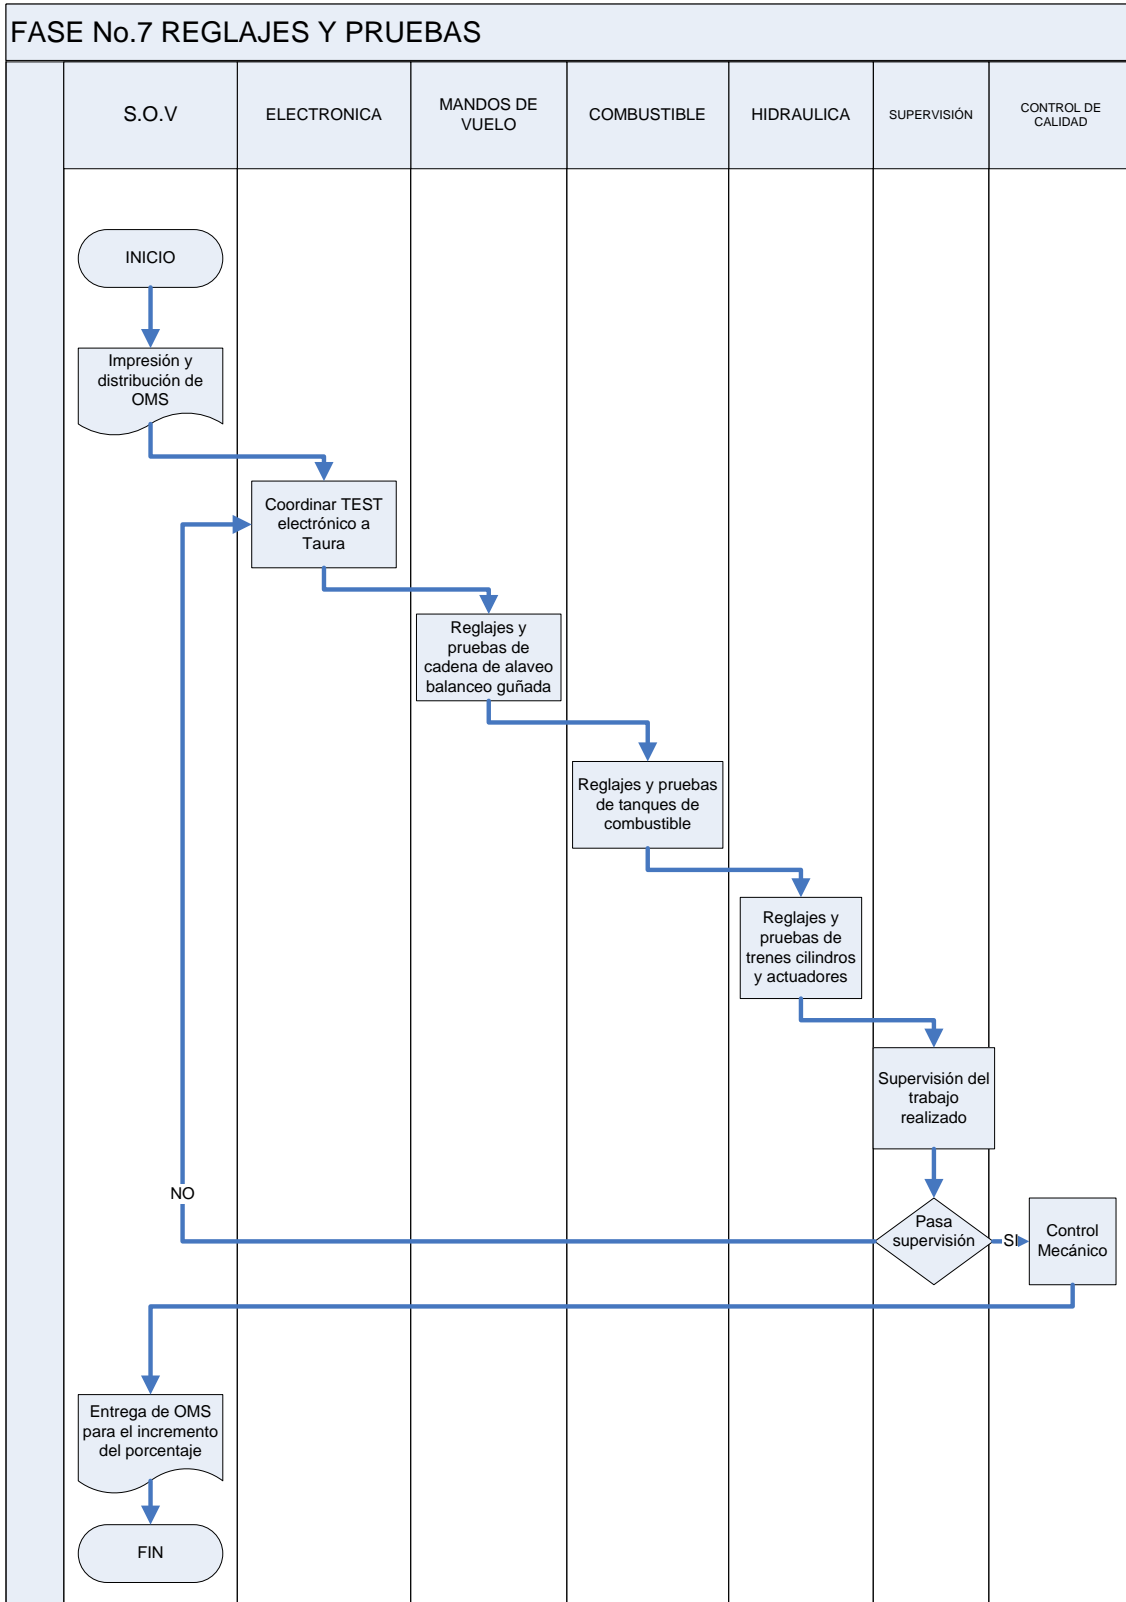 FASE No.7 REGLAJES Y PRUEBAS
S.O.V
ELECTRONICA
MANDOS DE
VUELO
COMBUSTIBLE
HIDRAULICA
SUPERVISIÓN
CONTROL DE
CALIDAD
INICIO
Impresión y
distribución de
OMS
Coordinar TEST
electrónico a
Taura
Reglajes y
pruebas de
cadena de alaveo
balanceo guñada
Reglajes y pruebas
de tanques de
combustible
Reglajes y
pruebas de
trenes cilindros
y actuadores
Supervisión del
trabajo
realizado
NO
Pasa
supervisión
SI
Control
Mecánico
Entrega de OMS
para el incremento
del porcentaje
FIN